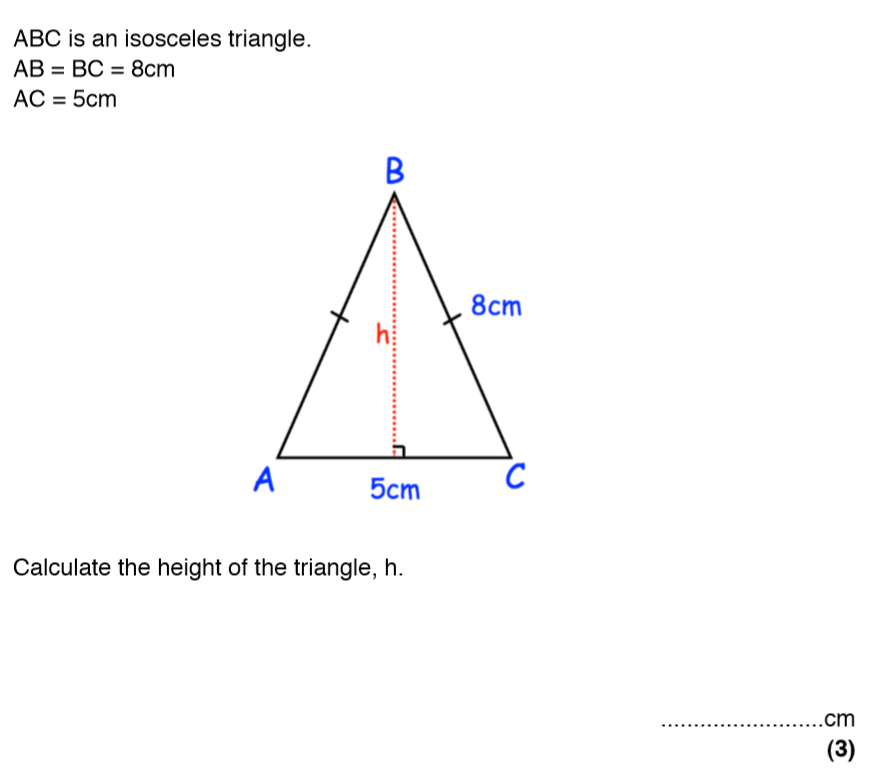 ABC is an isosceles triangle.
AB = BC = 8cm
AC = 5cm
B
8cm
h
A
5cm
C
Calculate the height of the triangle, h.
.........................cm
(3)